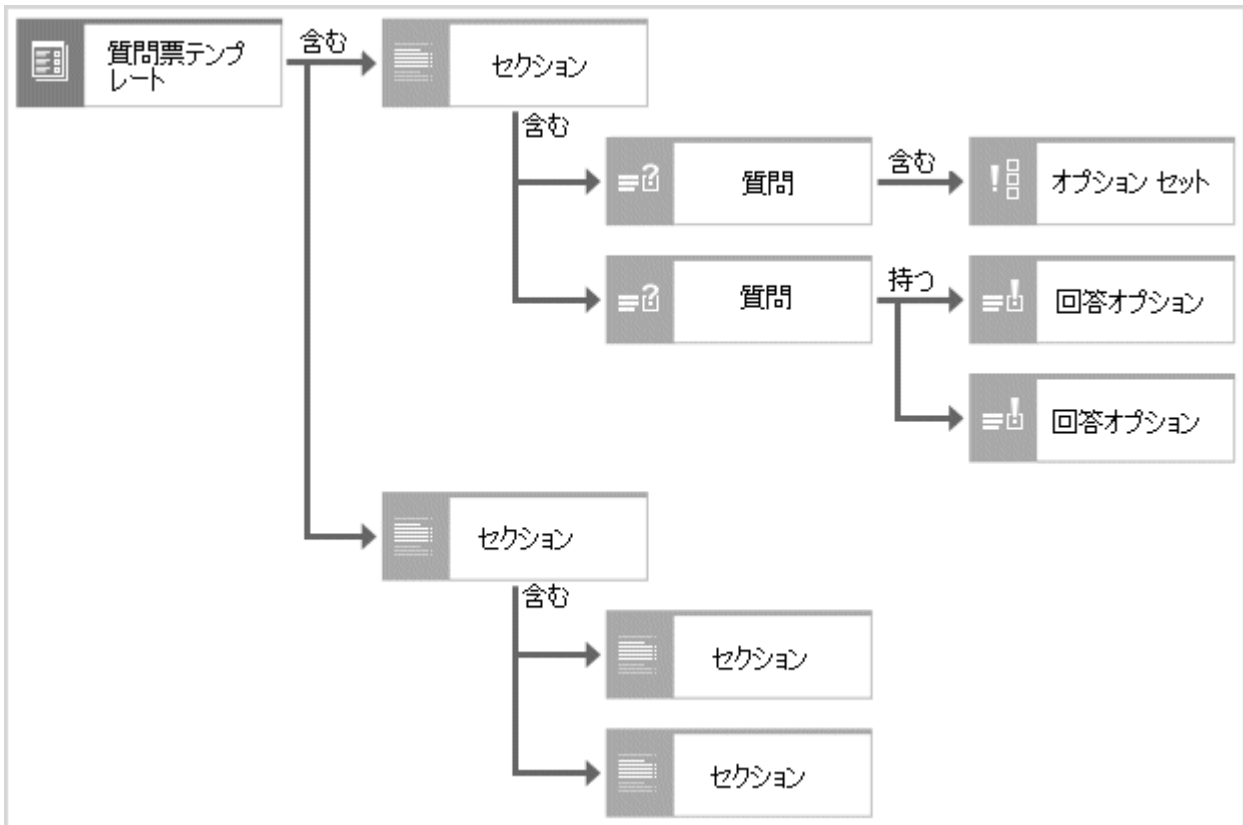 質問票テンプ
レート
含む
セクション
含む
質問
含む
オプション セット
質問
持つ
回答オプション
回答オプション
セクション
含む
セクション
セクション